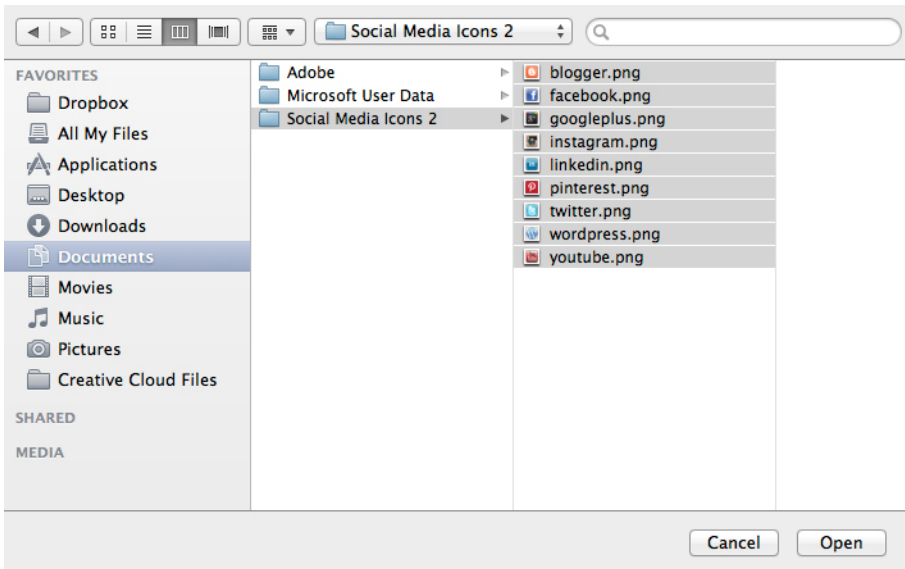 Social Media Icons 2
FAVORITES
Dropbox
All My Files
Applications
Desktop
Downloads
Documents
Movies
Music
Pictures
Creative Cloud Files
SHARED
MEDIA
Adobe
Microsoft User Data
Social Media Icons 2
blogger.png
facebook.png
googleplus.png
instagram.png
linkedin.png
pinterest.png
twitter.png
wordpress.png
youtube.png
Cancel
Open